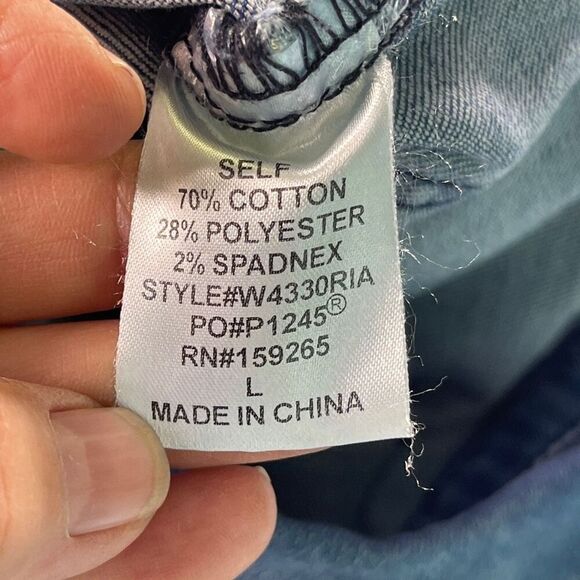 SELF
70% COTTON
28% POLYESTER
2% SPADNEX
STYLE#W4330RIA
PO#P1245®
RN#159265
L
MADE IN CHINA